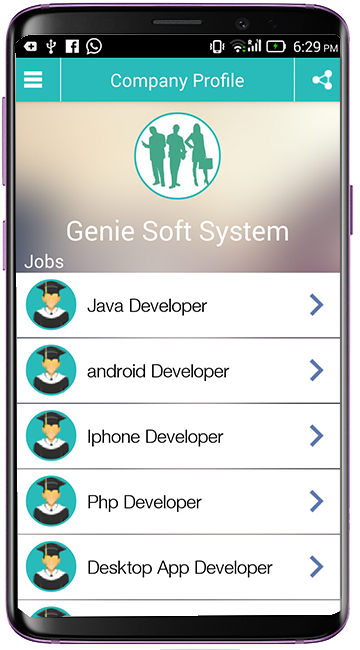 6:29 PM
Company Profile
Genie Soft System
Jobs
Java Developer
android Developer
Iphone Developer
Php Developer
Desktop App Developer